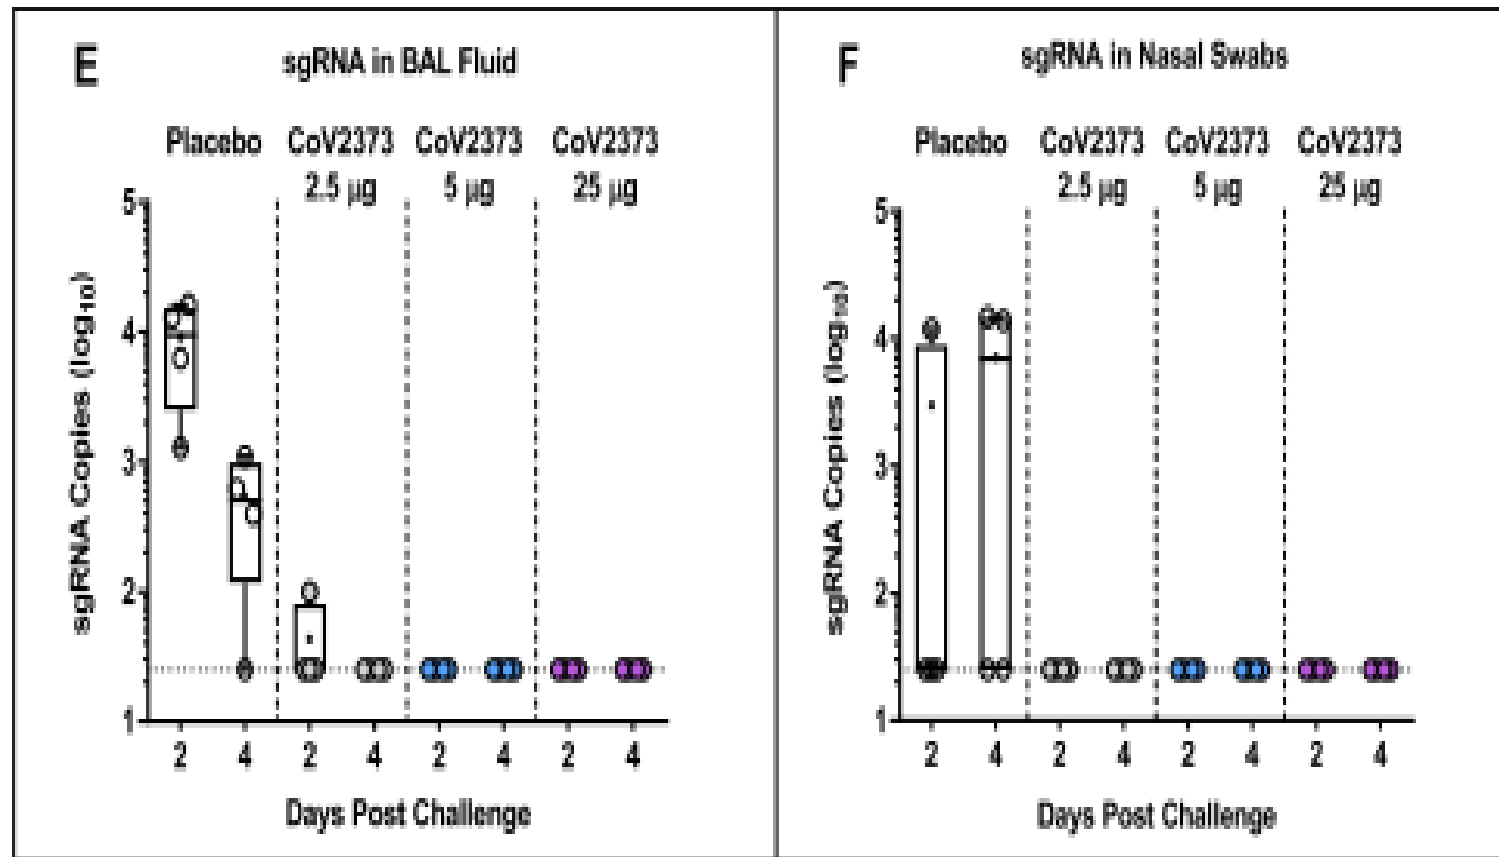 E
sgRNA in BAL Fluid
Placebo CoV2373 CoV2373 CoV2373
2.5 µg 5 µg 25 µg
sgRNA Copies (log10)
5
4
3
2
1
2 4 2 4 2 4 2 4
Days Post Challenge
F
sgRNA in Nasal Swabs
Placebo CoV2373 CoV2373 CoV2373
2.5 µg 5 µg 25 µg
sgRNA Copies (log10)
5
4
3
2
1
2 4 2 4 2 4 2 4
Days Post Challenge